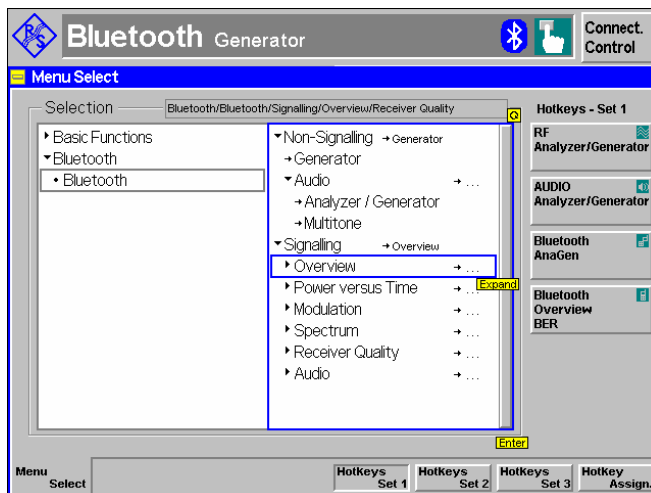 R S
Bluetooth Generator
Connect.
Control
Menu Select
Selection
Bluetooth/Bluetooth/Signalling/Overview/Receiver Quality
Basic Functions
Bluetooth
• Bluetooth
Non-Signalling → Generator
→ Generator
Audio → ...
→ Analyzer / Generator
→ Multitone
Signalling → Overview
Overview → ...
Expand
Power versus Time → ...
Modulation → ...
Spectrum → ...
Receiver Quality → ...
Audio → ...
Enter
Hotkeys - Set 1
RF
Analyzer/Generator
AUDIO
Analyzer/Generator
Bluetooth
AnaGen
Bluetooth
Overview
BER
Menu
Select
Hotkeys
Set 1
Hotkeys
Set 2
Hotkeys
Set 3
Hotkey
Assign.